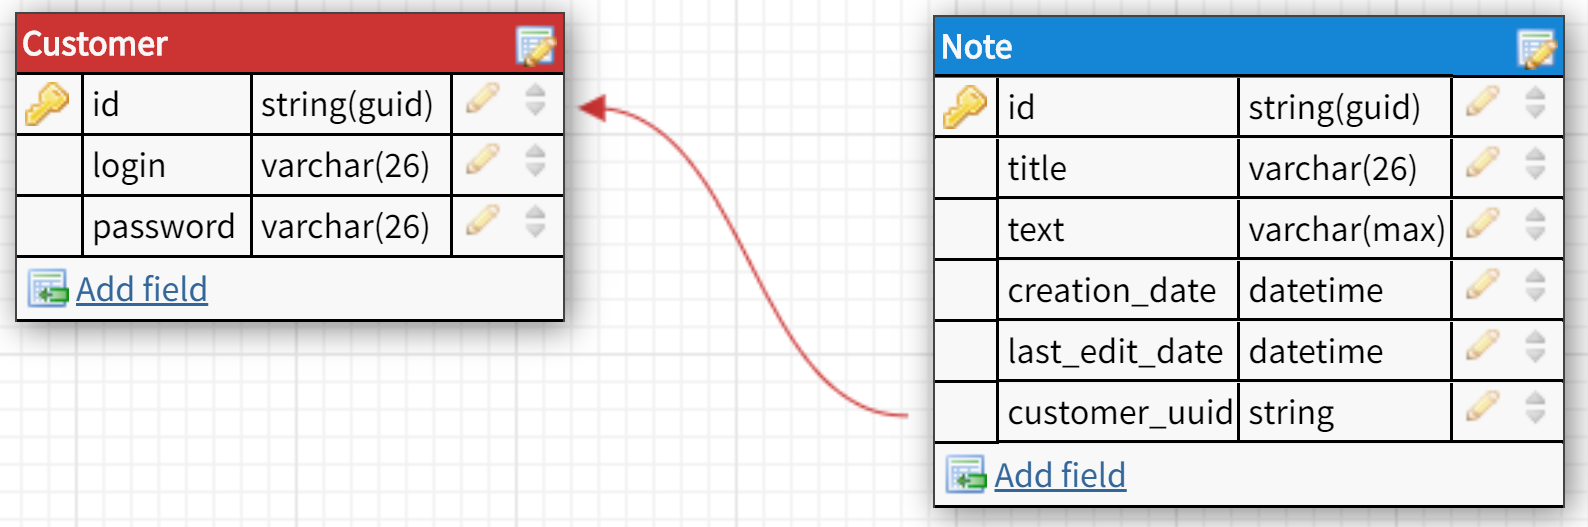 Customer
id string(guid)
login varchar(26)
password varchar(26)
Add field
Note
id string(guid)
title varchar(26)
text varchar(max)
creation_date datetime
last_edit_date datetime
customer_uuid string
Add field